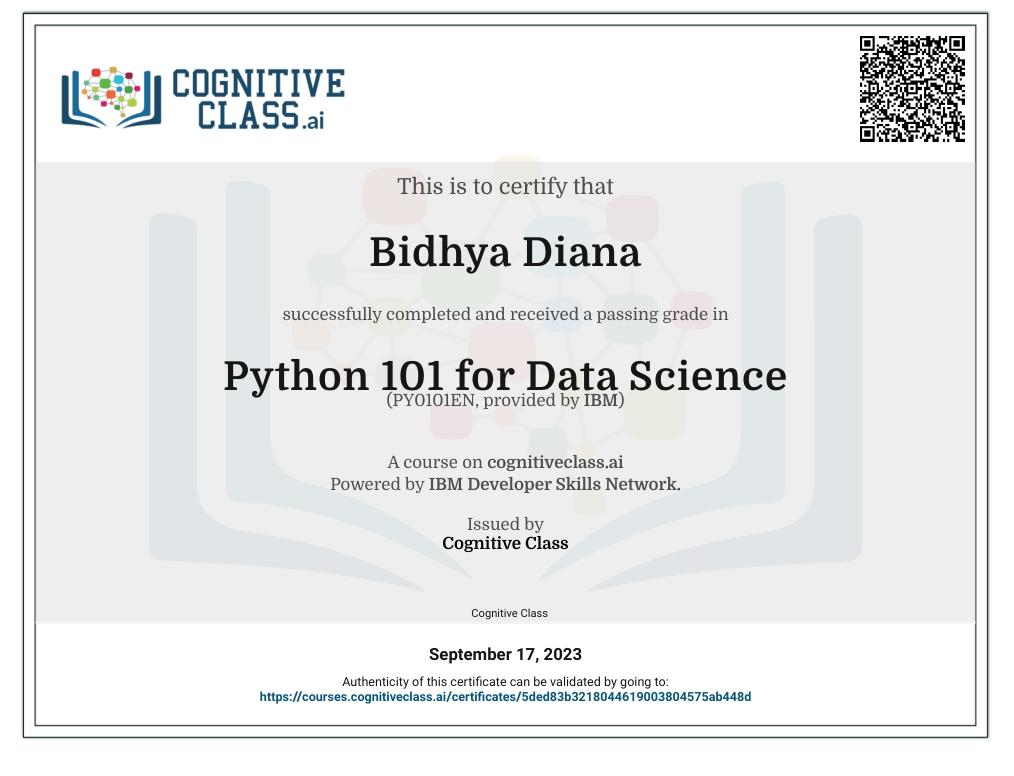 COGNITIVE
CLASS.ai
This is to certify that
Bidhya Diana
successfully completed and received a passing grade in
Python 101 for Data Science
(PY0101EN, provided by IBM)
A course on cognitiveclass.ai
Powered by IBM Developer Skills Network.
Issued by
Cognitive Class
Cognitive Class
September 17, 2023
Authenticity of this certificate can be validated by going to:
https://courses.cognitiveclass.ai/certificates/5ded83b3218044619003804575ab448d